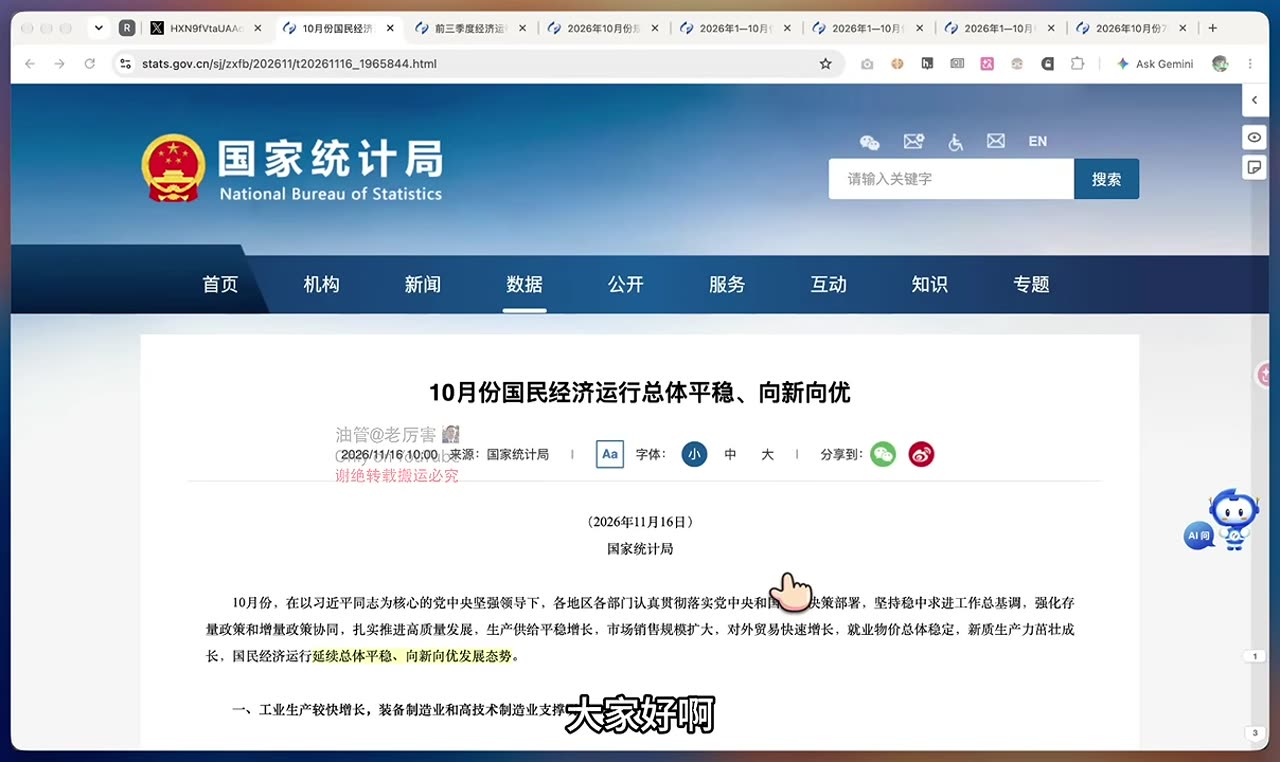 R
HXN9fVtaUAAc
10月份国民经济
前三季度经济运
2026年10月份规
2026年1—10月份
2026年1—10月份
2026年1—10月
2026年10月份7
stats.gov.cn/sj/zxfb/202611/t20261116_1965844.html
Ask Gemini
国家统计局
National Bureau of Statistics
EN
请输入关键字
搜索
首页
机构
新闻
数据
公开
服务
互动
知识
专题
10月份国民经济运行总体平稳、向新向优
油管@老厉害
2026/11/16 10:00
来源：国家统计局
Aa
字体：
小
中
大
分享到：
谢绝转载搬运必究
（2026年11月16日）
国家统计局
AI问
10月份，在以习近平同志为核心的党中央坚强领导下，各地区各部门认真贯彻落实党中央和国 决策部署，坚持稳中求进工作总基调，强化存
量政策和增量政策协同，扎实推进高质量发展，生产供给平稳增长，市场销售规模扩大，对外贸易快速增长，就业物价总体稳定，新质生产力茁壮成
长，国民经济运行延续总体平稳、向新向优发展态势。
1
一、工业生产较快增长，装备制造业和高技术制造业支撑
大家好啊
3